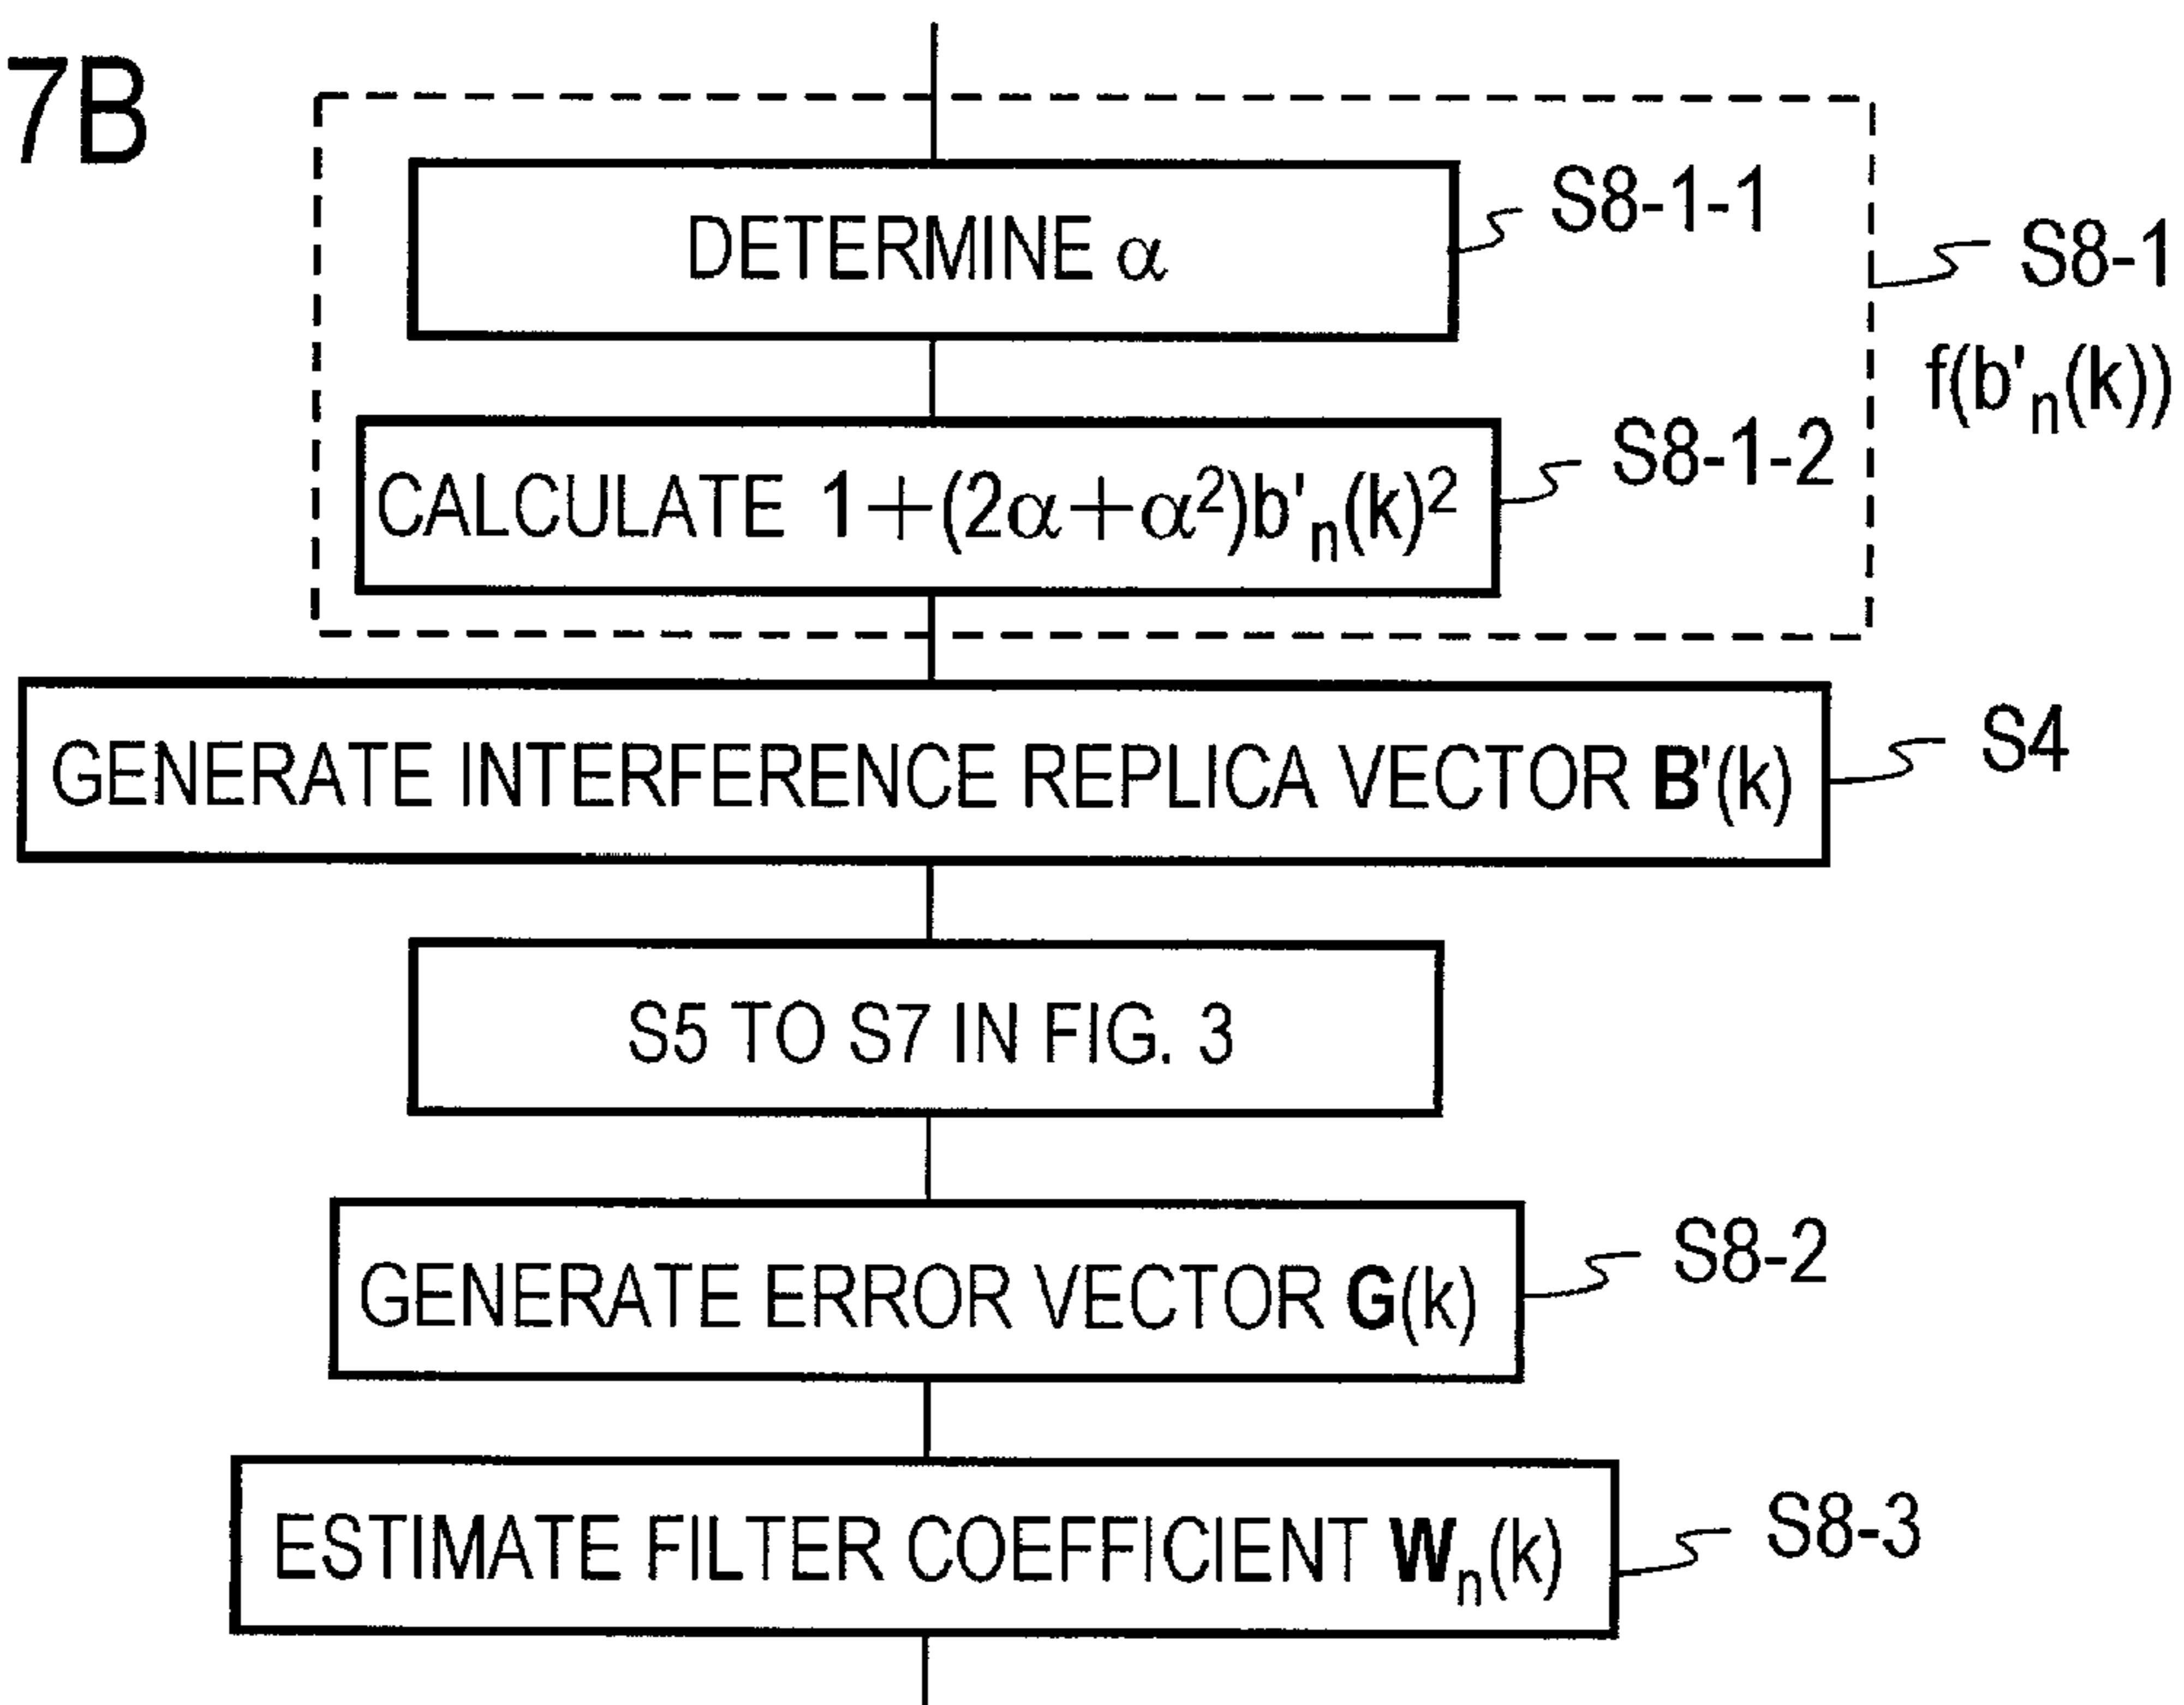 7B
DETERMINE α
S8-1-1
S8-1
f(b'ₙ(k))
CALCULATE 1+(2α+α²)b'ₙ(k)²
S8-1-2
GENERATE INTERFERENCE REPLICA VECTOR B'(k)
S4
S5 TO S7 IN FIG. 3
GENERATE ERROR VECTOR G(k)
S8-2
ESTIMATE FILTER COEFFICIENT Wₙ(k)
S8-3